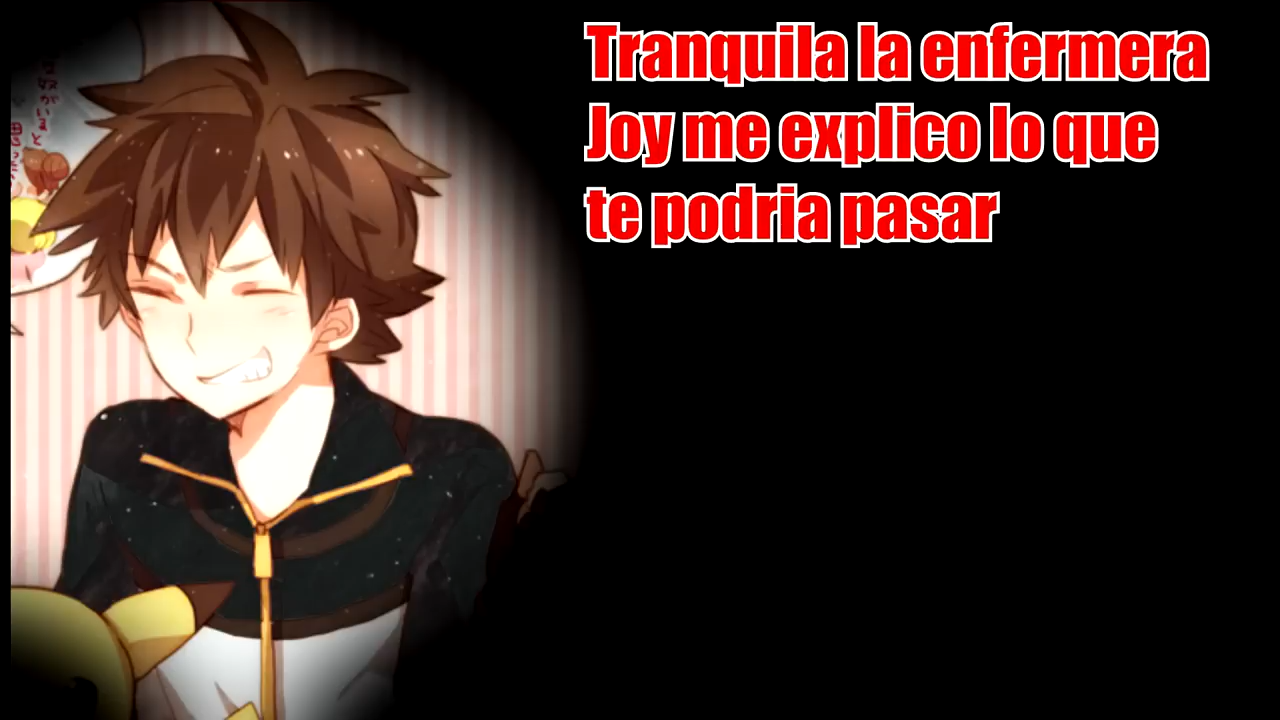 Tranquila la enfermera
Joy me explico lo que
te podria pasar